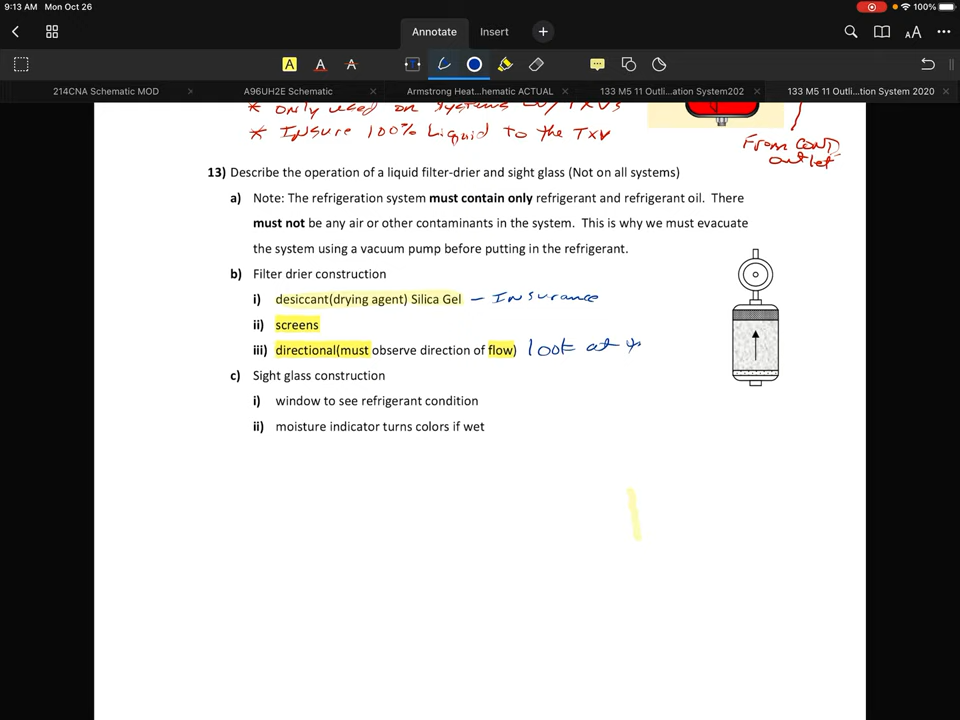 9:13 AM Mon Oct 26
100%
Annotate Insert
214CNA Schematic MOD
A96UH2E Schematic
Armstrong Heat....hematic ACTUAL
133 M5 11 Outli...ation System202
133 M5 11 Outli...tion System 2020
* only used on systems w/ TXVs
* Insure 100% Liquid to the TXV
From COND
outlet
13) Describe the operation of a liquid filter-drier and sight glass (Not on all systems)
a) Note: The refrigeration system must contain only refrigerant and refrigerant oil. There
must not be any air or other contaminants in the system. This is why we must evacuate
the system using a vacuum pump before putting in the refrigerant.
b) Filter drier construction
i) desiccant(drying agent) Silica Gel - Insurance
ii) screens
iii) directional(must observe direction of flow) look at
c) Sight glass construction
i) window to see refrigerant condition
ii) moisture indicator turns colors if wet